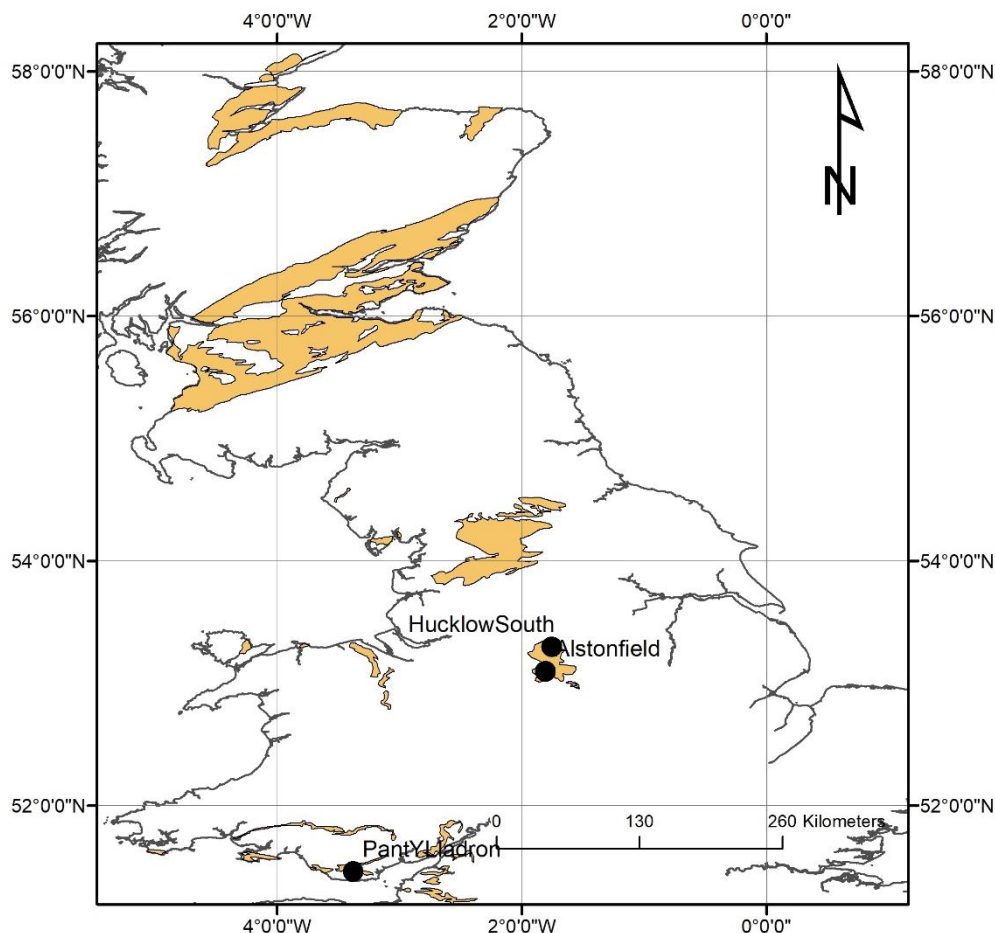 4°0'0"W 2°0'0"W 0°0'0"
58°0'0"N 58°0'0"N
N
56°0'0"N 56°0'0"N
54°0'0"N 54°0'0"N
HucklowSouth
Alstonfield
52°0'0"N 52°0'0"N
0 130 260 Kilometers
PantYLladron
4°0'0"W 2°0'0"W 0°0'0"